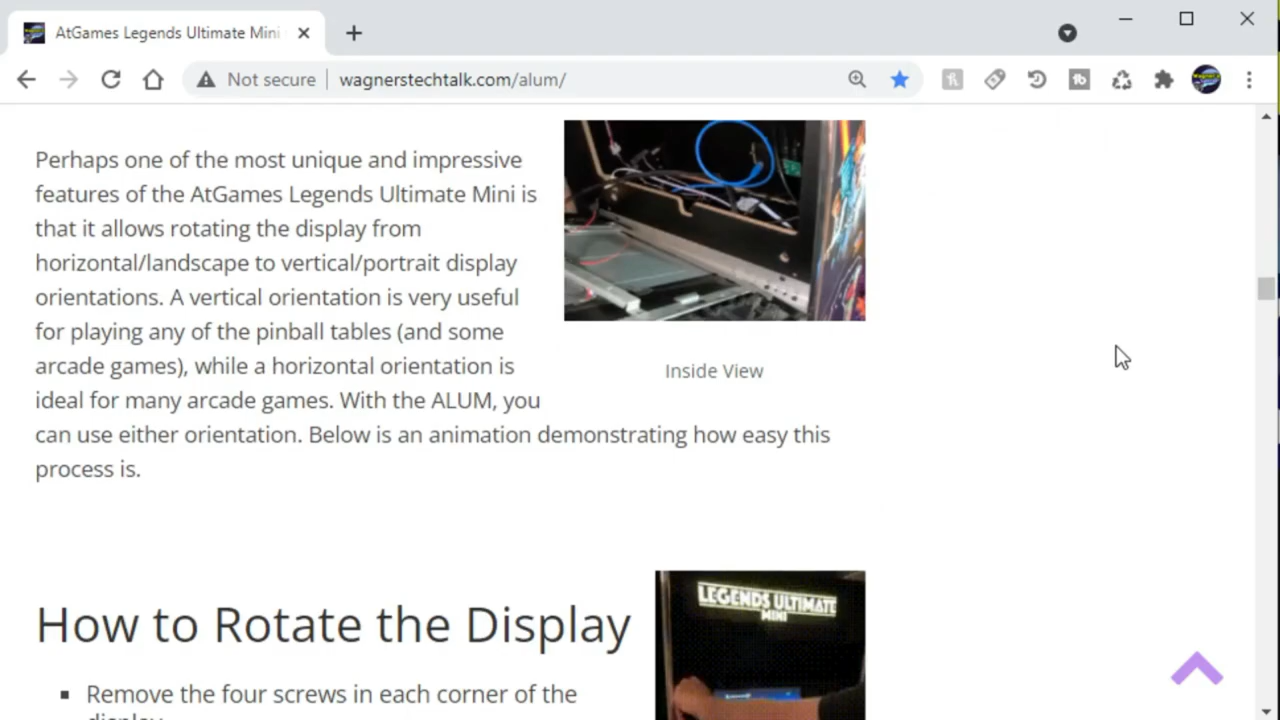 AtGames Legends Ultimate Mini
Not secure
wagnerstechtalk.com/alum/
Perhaps one of the most unique and impressive
features of the AtGames Legends Ultimate Mini is
that it allows rotating the display from
horizontal/landscape to vertical/portrait display
orientations. A vertical orientation is very useful
for playing any of the pinball tables (and some
arcade games), while a horizontal orientation is
ideal for many arcade games. With the ALUM, you
can use either orientation. Below is an animation demonstrating how easy this
process is.
Inside View
How to Rotate the Display
LEGENDS ULTIMATE
MINI
▪ Remove the four screws in each corner of the
display.